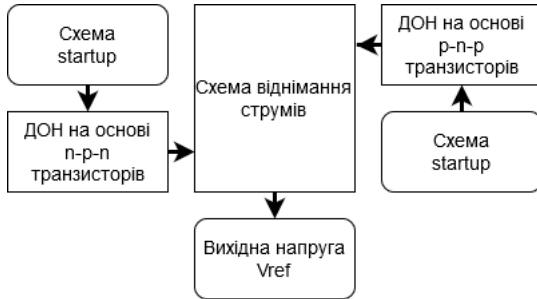 Схема
startup
ДОН на основі
n-p-n
транзисторів
Схема віднімання
струмів
ДОН на основі
p-n-p
транзисторів
Схема
startup
Вихідна напруга
Vref